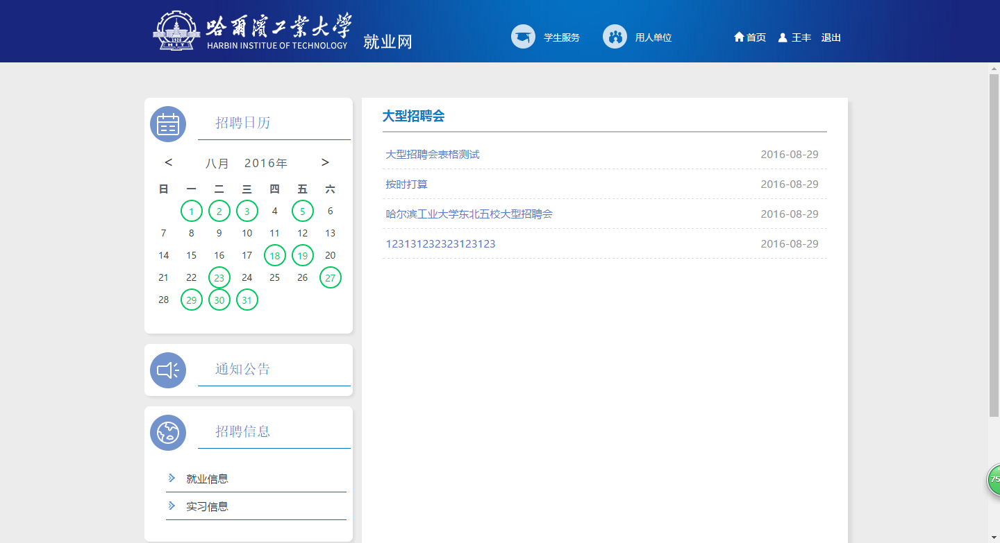 哈尔滨工业大学
HARBIN INSTITUE OF TECHNOLOGY
就业网
学生服务 用人单位 首页 王丰 退出
招聘日历
< 八月 2016年 >
日 一 二 三 四 五 六
1 2 3 4 5 6
7 8 9 10 11 12 13
14 15 16 17 18 19 20
21 22 23 24 25 26 27
28 29 30 31
通知公告
招聘信息
就业信息
实习信息
大型招聘会
大型招聘会表格测试 2016-08-29
按时打算 2016-08-29
哈尔滨工业大学东北五校大型招聘会 2016-08-29
123131232323123123 2016-08-29
75